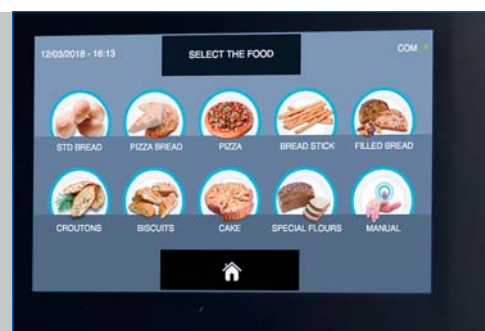 12/03/2018 - 16:13
SELECT THE FOOD
COM
STD BREAD
PIZZA BREAD
PIZZA
BREAD STICK
FILLED BREAD
CROUTONS
BISCUITS
CAKE
SPECIAL FLOURS
MANUAL